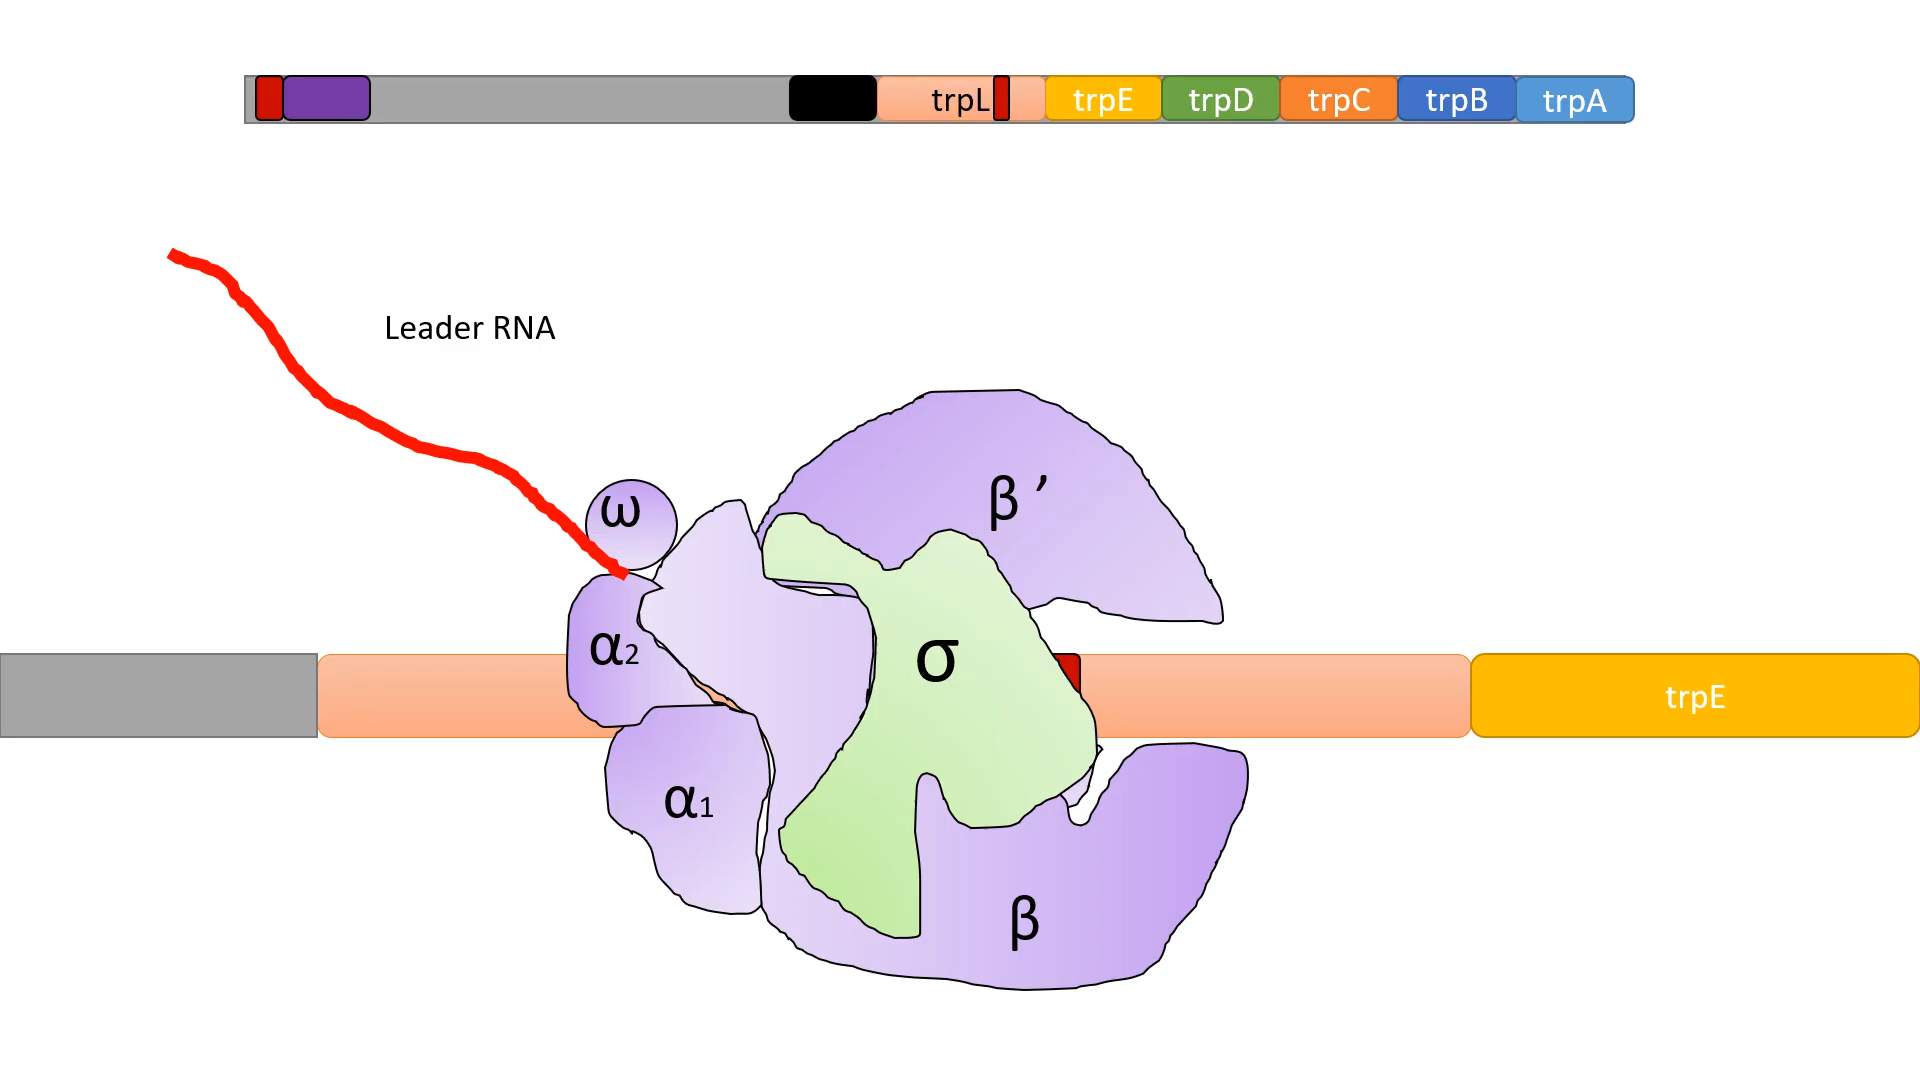 trpL trpE trpD trpC trpB trpA
Leader RNA
β ’
ω
σ
α2
trpE
α1
β